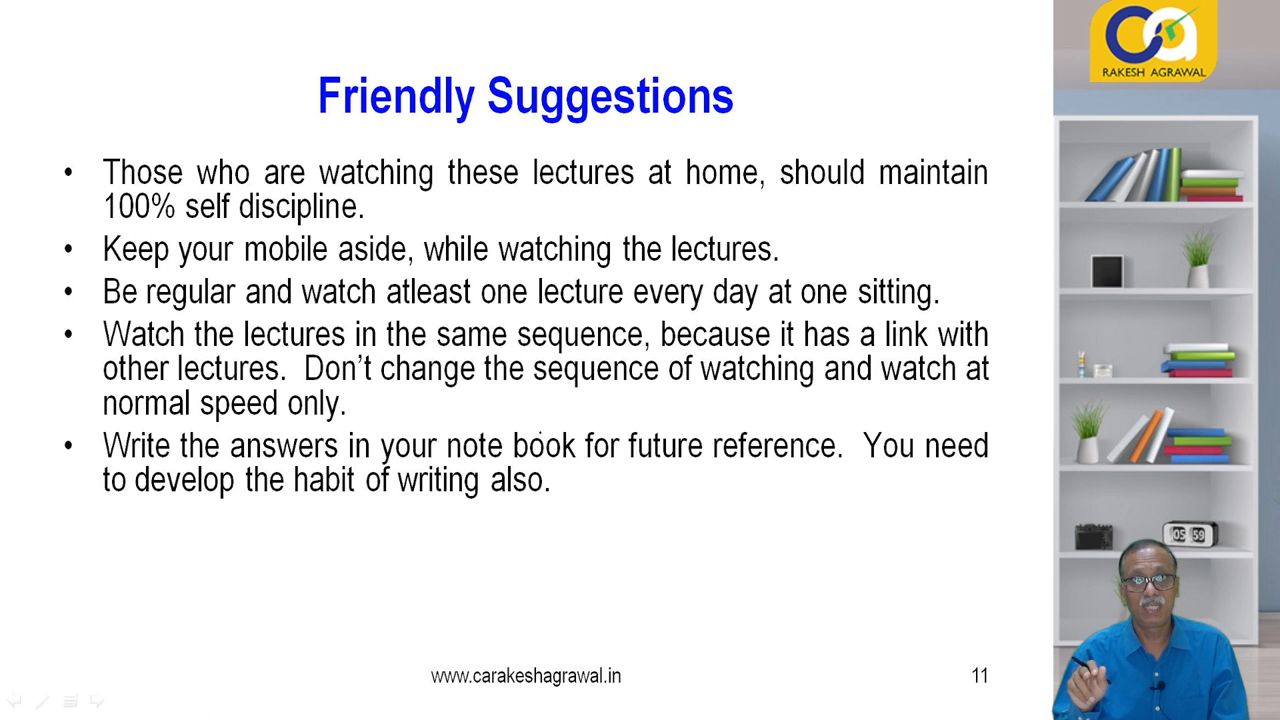 Friendly Suggestions
• Those who are watching these lectures at home, should maintain
100% self discipline.
• Keep your mobile aside, while watching the lectures.
• Be regular and watch atleast one lecture every day at one sitting.
• Watch the lectures in the same sequence, because it has a link with
other lectures. Don't change the sequence of watching and watch at
normal speed only.
• Write the answers in your note book for future reference. You need
to develop the habit of writing also.
www.carakeshagrawal.in
11
ca
RAKESH AGRAWAL
05 59